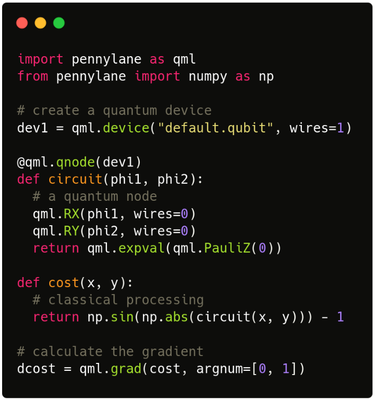 import pennylane as qml
from pennylane import numpy as np

# create a quantum device
dev1 = qml.device("default.qubit", wires=1)

@qml.qnode(dev1)
def circuit(phi1, phi2):
  # a quantum node
  qml.RX(phi1, wires=0)
  qml.RY(phi2, wires=0)
  return qml.expval(qml.PauliZ(0))

def cost(x, y):
  # classical processing
  return np.sin(np.abs(circuit(x, y))) - 1

# calculate the gradient
dcost = qml.grad(cost, argnum=[0, 1])